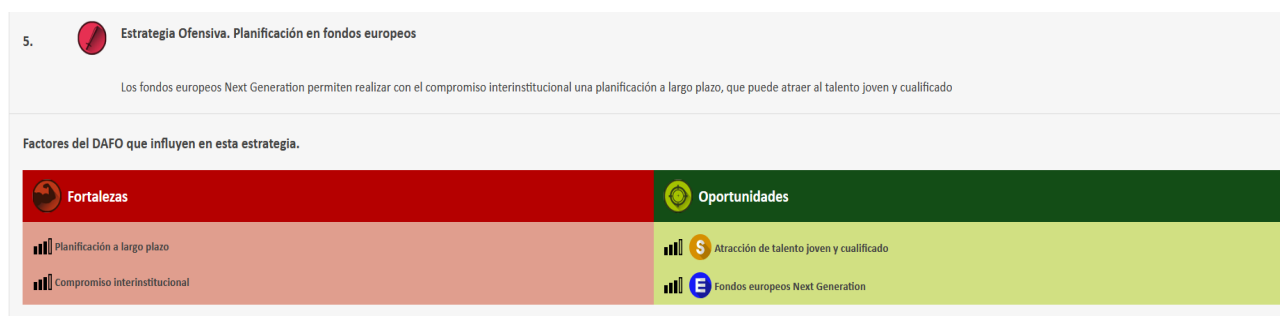 5.
Estrategia Ofensiva. Planificación en fondos europeos
Los fondos europeos Next Generation permiten realizar con el compromiso interinstitucional una planificación a largo plazo, que puede atraer al talento joven y cualificado
Factores del DAFO que influyen en esta estrategia.
Fortalezas
Oportunidades
Planificación a largo plazo
S Atracción de talento joven y cualificado
Compromiso interinstitucional
E Fondos europeos Next Generation